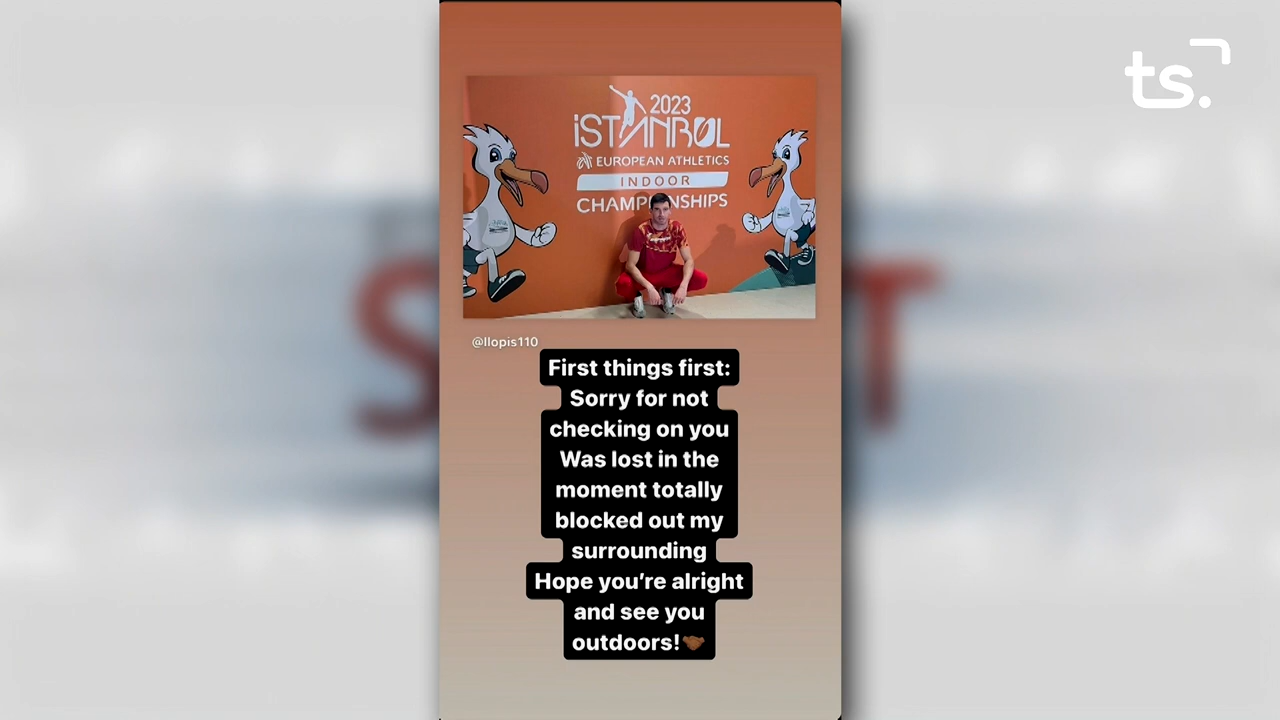 ts.
2023
iSTANBUL
EUROPEAN ATHLETICS
INDOOR
CHAMPIONSHIPS
@llopis110
First things first:
Sorry for not
checking on you
Was lost in the
moment totally
blocked out my
surrounding
Hope you're alright
and see you
outdoors!